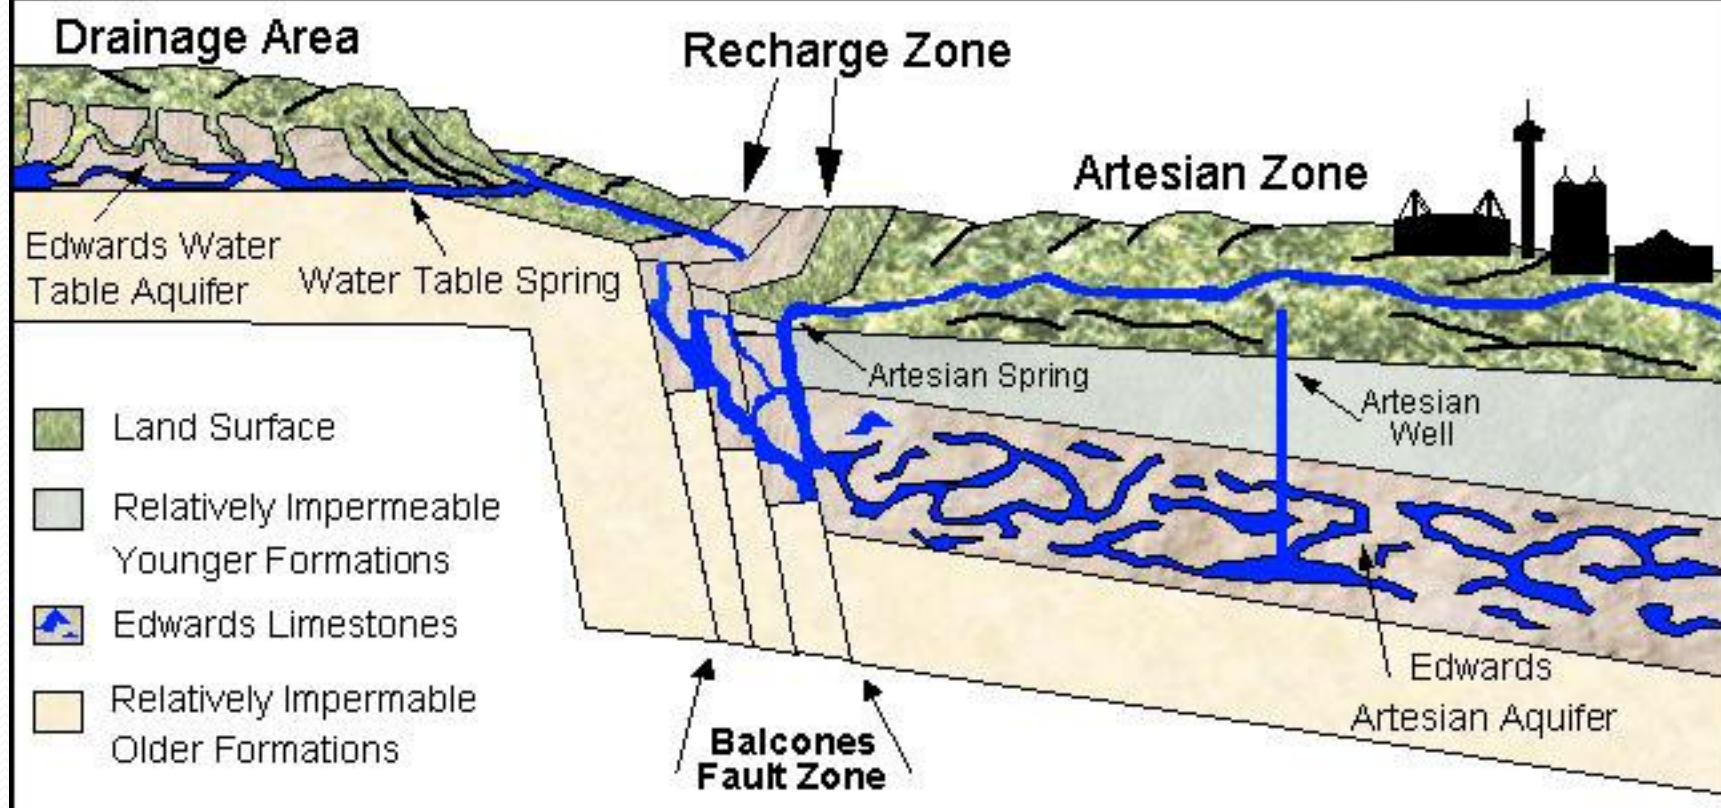 Drainage Area
Recharge Zone
Artesian Zone
Edwards Water
Table Aquifer
Water Table Spring
Artesian Spring
Artesian
Well
Land Surface
Relatively Impermeable
Younger Formations
Edwards Limestones
Relatively Impermable
Older Formations
Edwards
Artesian Aquifer
Balcones
Fault Zone